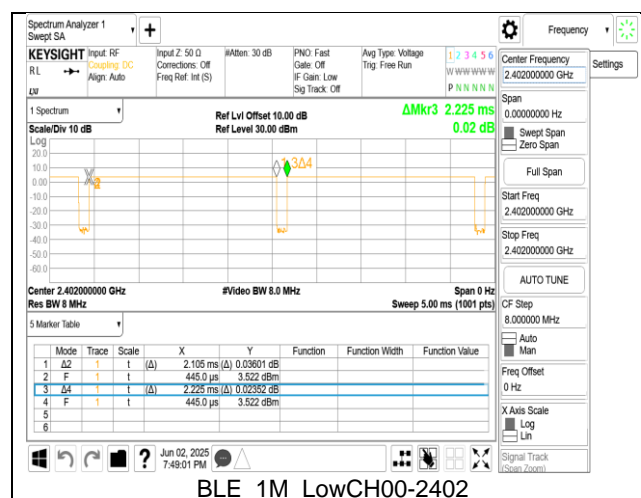 Spectrum Analyzer 1
Swept SA
+
Frequency
KEYSIGHT
RL
Input: RF
Coupling: DC
Align: Auto
Input Z: 50 Ω
Corrections: Off
Freq Ref: Int (S)
#Atten: 30 dB
PNO: Fast
Gate: Off
IF Gain: Low
Sig Track: Off
Avg Type: Voltage
Trig: Free Run
1 2 3 4 5 6
W W W W W W
P N N N N N
Center Frequency
2.402000000 GHz
Settings
Span
0.00000000 Hz
Swept Span
Zero Span
Full Span
Start Freq
2.402000000 GHz
Stop Freq
2.402000000 GHz
AUTO TUNE
CF Step
8.000000 MHz
Auto
Man
Freq Offset
0 Hz
X Axis Scale
Log
Lin
Signal Track
(Span Zoom)
1 Spectrum
Scale/Div 10 dB
Ref Lvl Offset 10.00 dB
Ref Level 30.00 dBm
ΔMkr3 2.225 ms
0.02 dB
Log
20.0
10.0
0.00
-10.0
-20.0
-30.0
-40.0
-50.0
-60.0
3Δ4
Center 2.402000000 GHz
Res BW 8 MHz
#Video BW 8.0 MHz
Span 0 Hz
Sweep 5.00 ms (1001 pts)
5 Marker Table
Mode Trace Scale X Y Function Function Width Function Value
1 Δ2 1 t (Δ) 2.105 ms (Δ) 0.03601 dB
2 F 1 t 445.0 µs 3.522 dBm
3 Δ4 1 t (Δ) 2.225 ms (Δ) 0.02352 dB
4 F 1 t 445.0 µs 3.522 dBm
5
6
?
Jun 02, 2025
7:49:01 PM
BLE_1M_LowCH00-2402